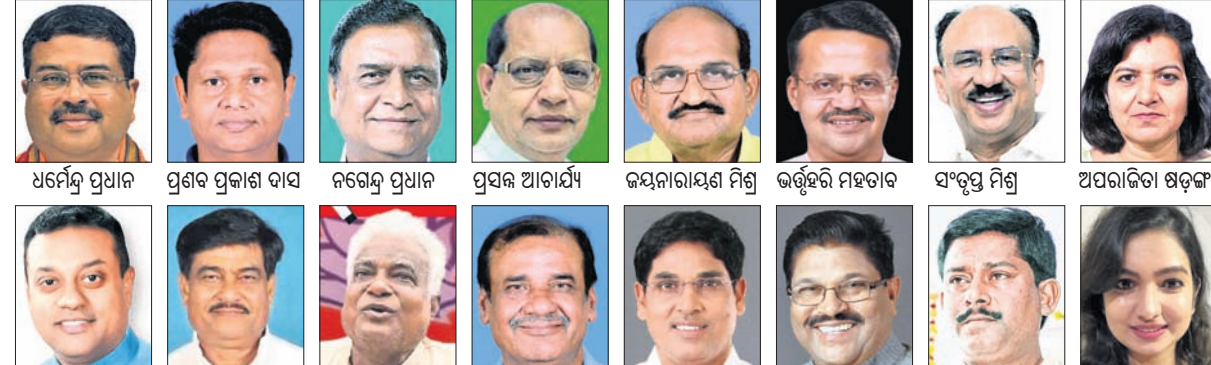 ଧର୍ମେନ୍ଦ୍ର ପ୍ରଧାନ ପ୍ରଣବ ପ୍ରକାଶ ଦାସ ନଗେନ୍ଦ୍ର ପ୍ରଧାନ ପ୍ରସନ୍ନ ଆଚାର୍ଯ୍ୟ ଜୟନାରାୟଣ ମିଶ୍ର ଭର୍ତ୍ତୃହରି ମହତାବ ସଂତୃପ୍ତ ମିଶ୍ର ଅପରାଜିତା ଷଡ଼ଙ୍ଗୀ